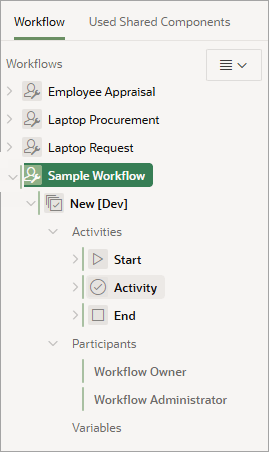 Workflow Used Shared Components
Workflows
Employee Appraisal
Laptop Procurement
Laptop Request
Sample Workflow
New [Dev]
Activities
Start
Activity
End
Participants
Workflow Owner
Workflow Administrator
Variables